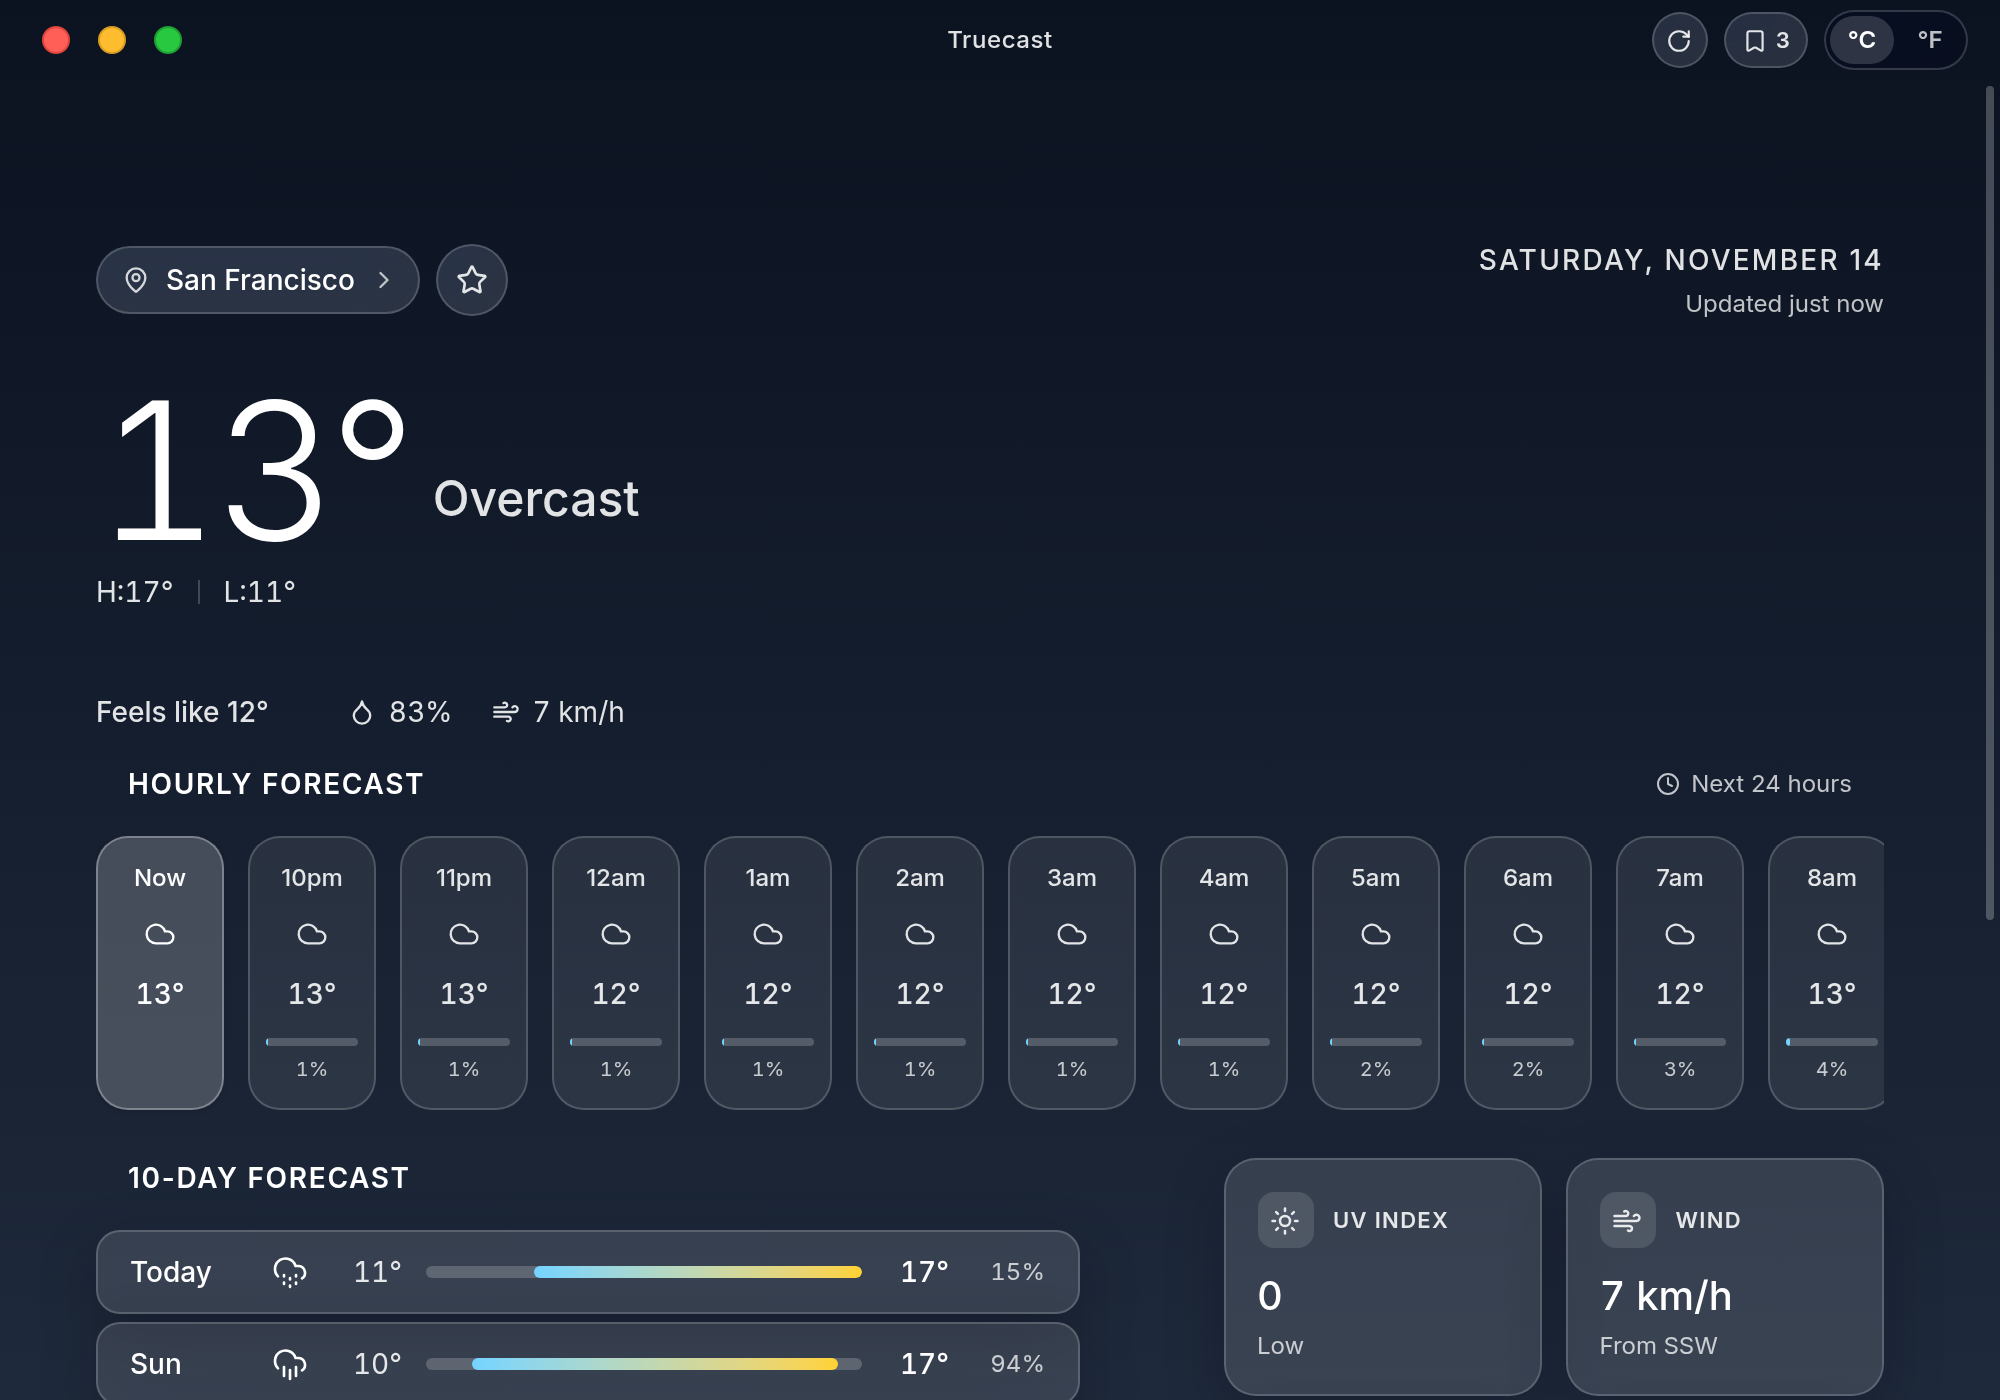 Truecast
3
°C °F
San Francisco
SATURDAY, NOVEMBER 14
Updated just now
13° Overcast
H:17° L:11°
Feels like 12° 83% 7 km/h
HOURLY FORECAST
Next 24 hours
Now 10pm 11pm 12am 1am 2am 3am 4am 5am 6am 7am 8am
13° 13° 13° 12° 12° 12° 12° 12° 12° 12° 12° 13°
1% 1% 1% 1% 1% 1% 1% 2% 2% 3% 4%
10-DAY FORECAST
Today 11° 17° 15%
Sun 10° 17° 94%
UV INDEX
0
Low
WIND
7 km/h
From SSW